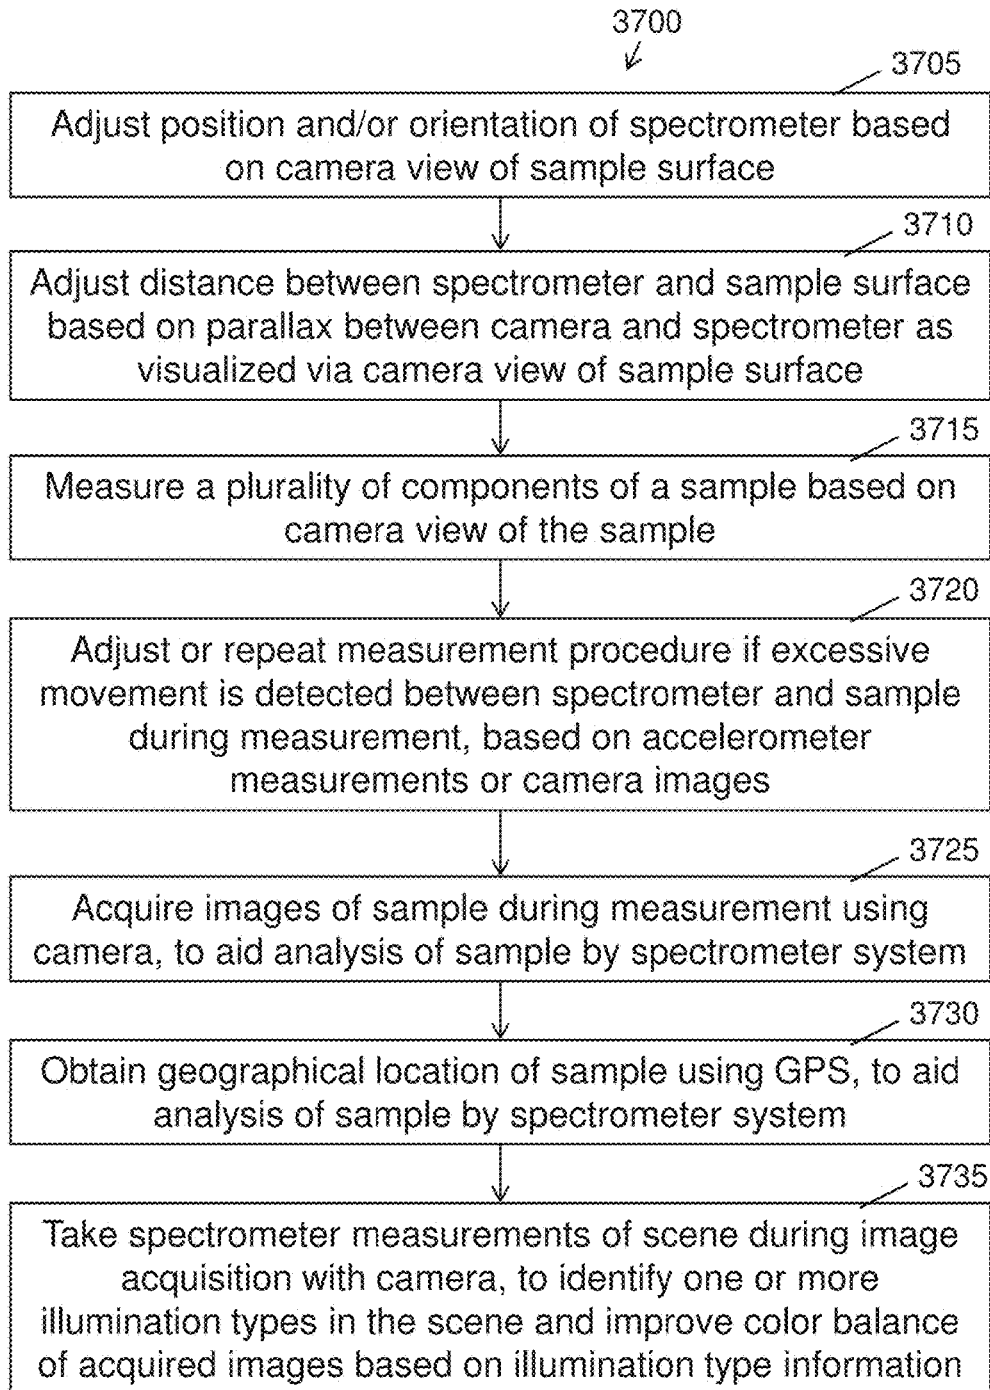 3700
3705
Adjust position and/or orientation of spectrometer based
on camera view of sample surface
3710
Adjust distance between spectrometer and sample surface
based on parallax between camera and spectrometer as
visualized via camera view of sample surface
3715
Measure a plurality of components of a sample based on
camera view of the sample
3720
Adjust or repeat measurement procedure if excessive
movement is detected between spectrometer and sample
during measurement, based on accelerometer
measurements or camera images
3725
Acquire images of sample during measurement using
camera, to aid analysis of sample by spectrometer system
3730
Obtain geographical location of sample using GPS, to aid
analysis of sample by spectrometer system
3735
Take spectrometer measurements of scene during image
acquisition with camera, to identify one or more
illumination types in the scene and improve color balance
of acquired images based on illumination type information